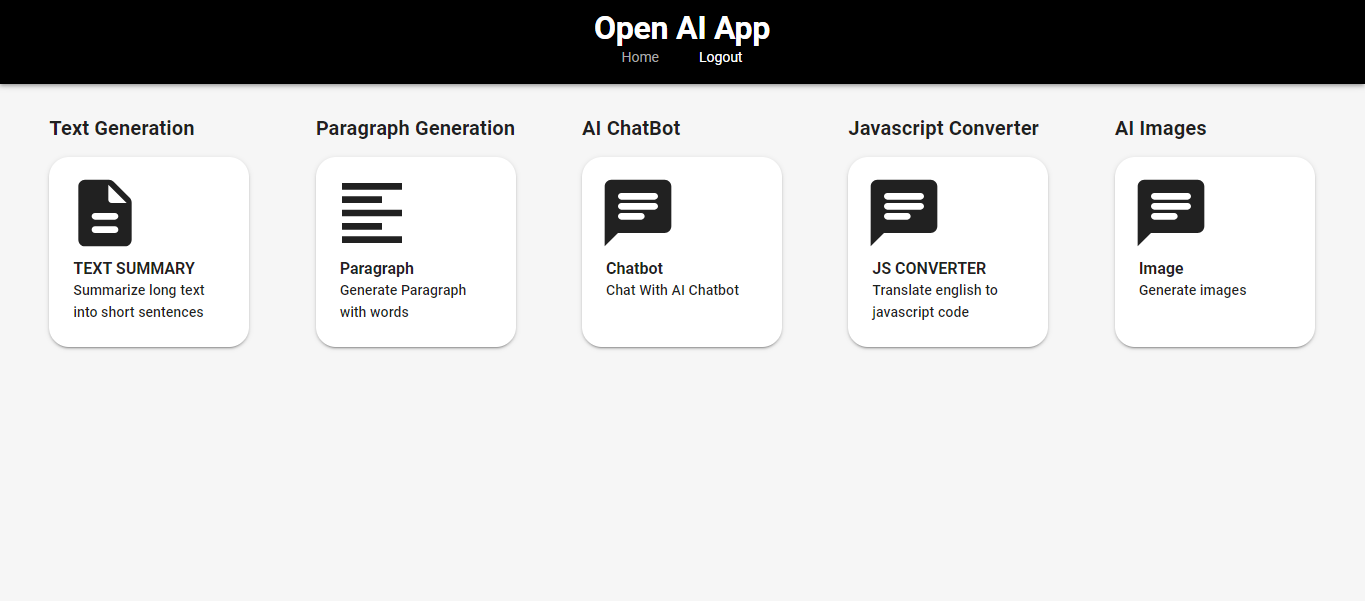 Open AI App
Home Logout
Text Generation
TEXT SUMMARY
Summarize long text
into short sentences
Paragraph Generation
Paragraph
Generate Paragraph
with words
AI ChatBot
Chatbot
Chat With AI Chatbot
Javascript Converter
JS CONVERTER
Translate english to
javascript code
AI Images
Image
Generate images